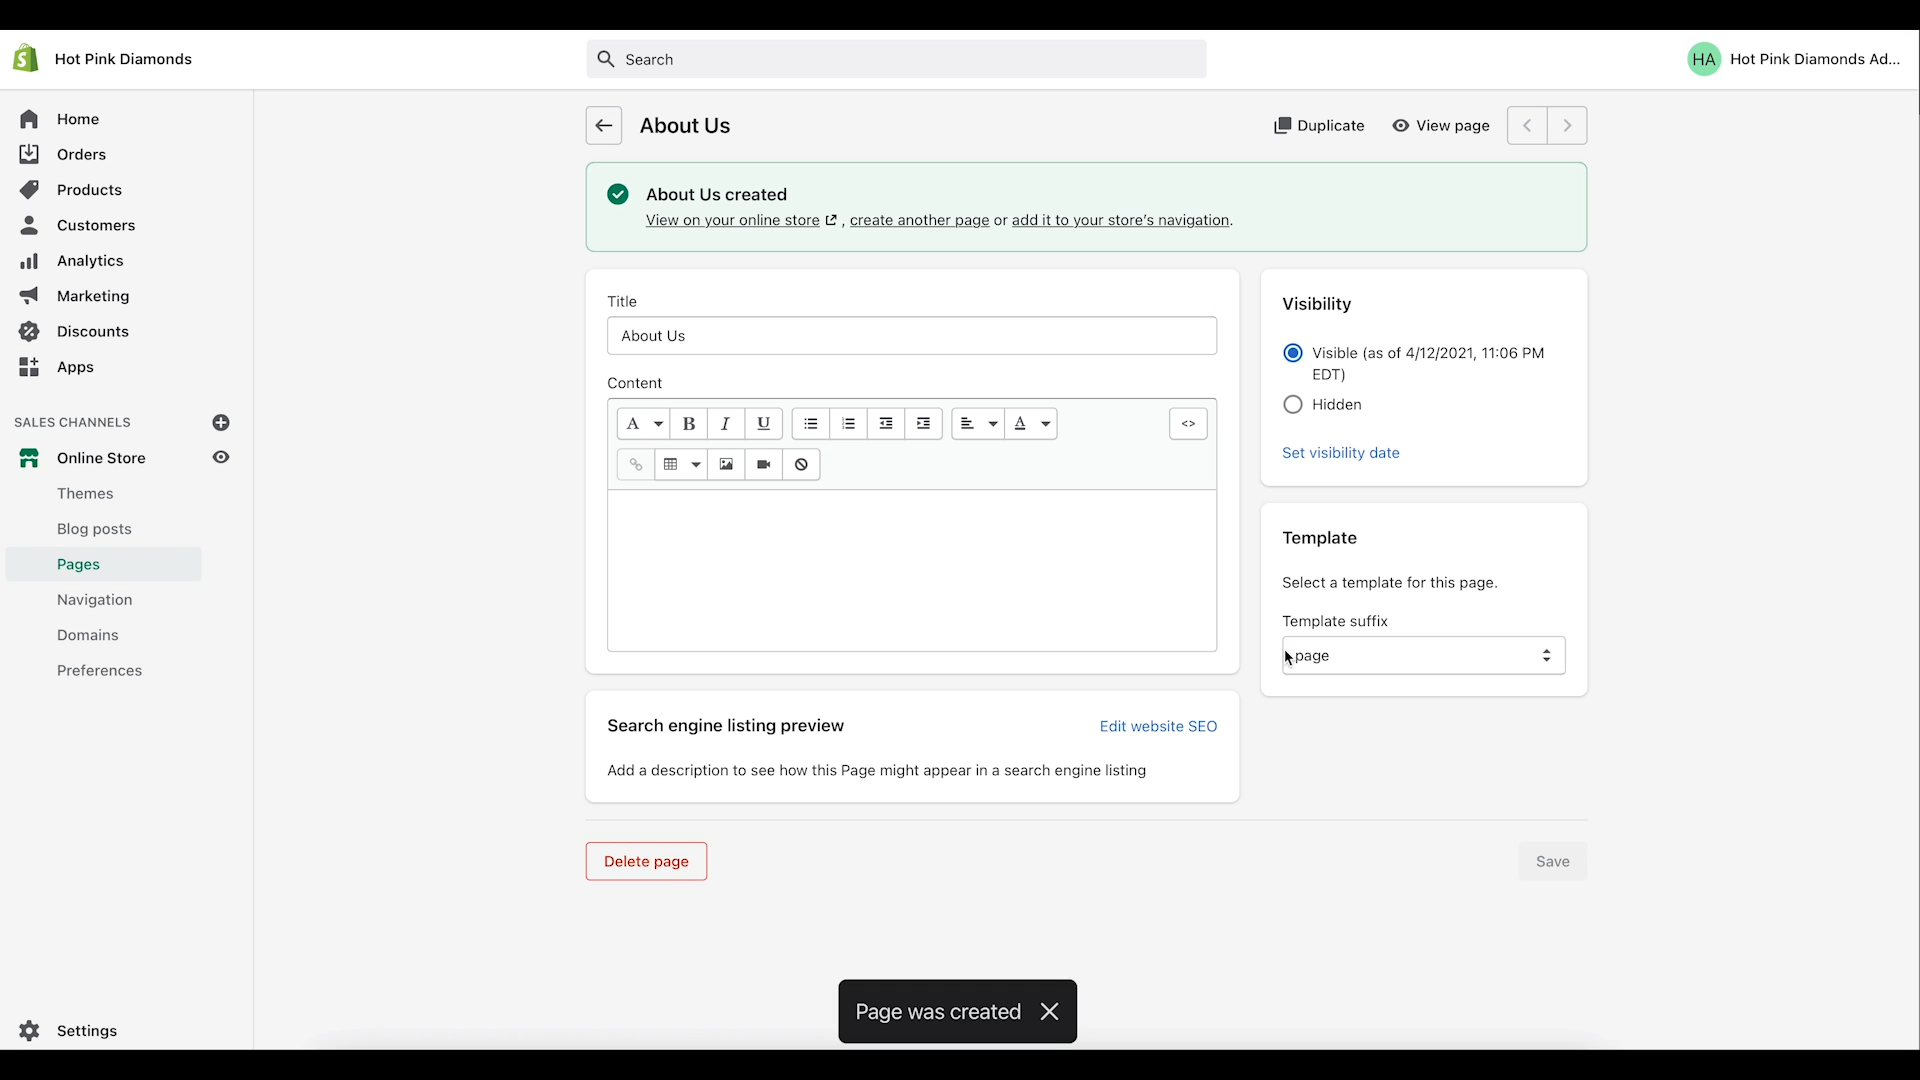 Hot Pink Diamonds
Search
HA Hot Pink Diamonds Ad...
Home
Orders
Products
Customers
Analytics
Marketing
Discounts
Apps
SALES CHANNELS
Online Store
Themes
Blog posts
Pages
Navigation
Domains
Preferences
Settings
About Us
Duplicate
View page
About Us created
View on your online store , create another page or add it to your store's navigation.
Title
About Us
Content
A B I U A <>
Visibility
Visible (as of 4/12/2021, 11:06 PM
EDT)
Hidden
Set visibility date
Template
Select a template for this page.
Template suffix
page
Search engine listing preview
Edit website SEO
Add a description to see how this Page might appear in a search engine listing
Delete page
Save
Page was created